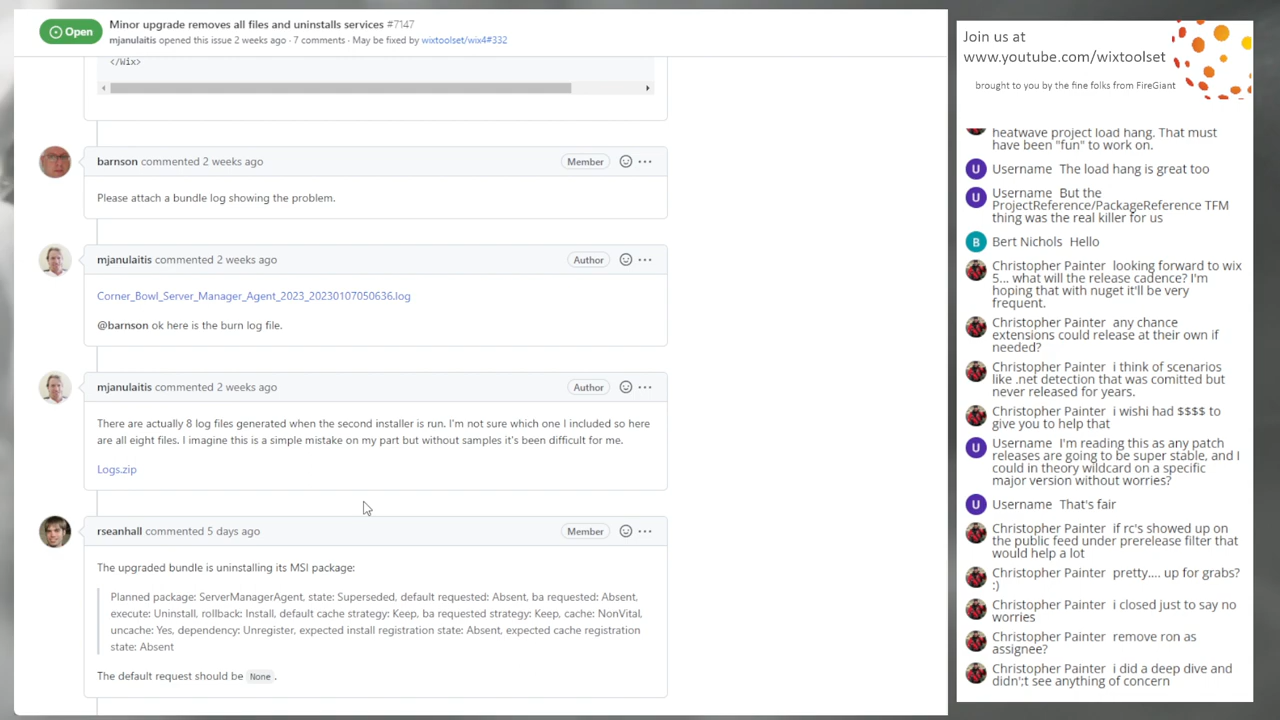 Open
Minor upgrade removes all files and uninstalls services #7147
mjanulaitis opened this issue 2 weeks ago · 7 comments · May be fixed by wixtoolset/wix4#332
</Wix>
barnson commented 2 weeks ago
Member
Please attach a bundle log showing the problem.
mjanulaitis commented 2 weeks ago
Author
Corner_Bowl_Server_Manager_Agent_2023_20230107050636.log
@barnson ok here is the burn log file.
mjanulaitis commented 2 weeks ago
Author
There are actually 8 log files generated when the second installer is run. I'm not sure which one I included so here
are all eight files. I imagine this is a simple mistake on my part but without samples it's been difficult for me.
Logs.zip
rseanhall commented 5 days ago
Member
The upgraded bundle is uninstalling its MSI package:
Planned package: ServerManagerAgent, state: Superseded, default requested: Absent, ba requested: Absent,
execute: Uninstall, rollback: Install, default cache strategy: Keep, ba requested strategy: Keep, cache: NonVital,
uncache: Yes, dependency: Unregister, expected install registration state: Absent, expected cache registration
state: Absent
The default request should be None.
Join us at
www.youtube.com/wixtoolset
brought to you by the fine folks from FireGiant
heatwave project load hang. That must
have been "fun" to work on.
U
Username The load hang is great too
U
Username But the
ProjectReference/PackageReference TFM
thing was the real killer for us
B
Bert Nichols Hello
Christopher Painter looking forward to wix
5... what will the release cadence? I'm
hoping that with nuget it'll be very
frequent.
Christopher Painter any chance
extensions could release at their own if
needed?
Christopher Painter i think of scenarios
like .net detection that was comitted but
never released for years.
Christopher Painter i wishi had $$$$ to
give you to help that
U
Username I'm reading this as any patch
releases are going to be super stable, and I
could in theory wildcard on a specific
major version without worries?
U
Username That's fair
Christopher Painter if rc's showed up on
the public feed under prerelease filter that
would help a lot
Christopher Painter pretty.... up for grabs?
:)
Christopher Painter i closed just to say no
worries
Christopher Painter remove ron as
assignee?
Christopher Painter i did a deep dive and
didn';t see anything of concern